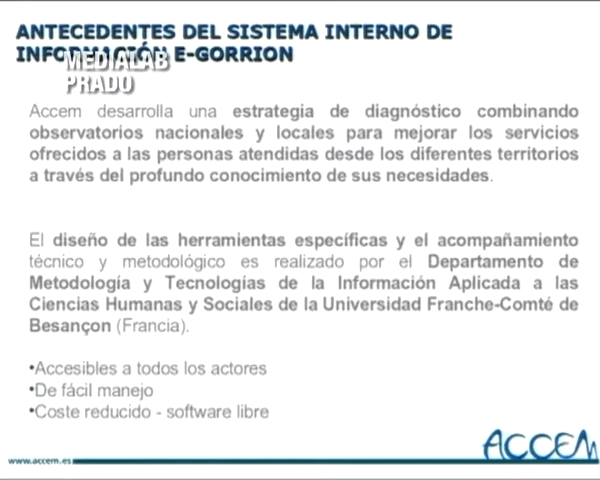 ANTECEDENTES DEL SISTEMA INTERNO DE
INFORMACIÓN E-GORRION
MEDIALAB
PRADO
Accem desarrolla una estrategia de diagnóstico combinando
observatorios nacionales y locales para mejorar los servicios
ofrecidos a las personas atendidas desde los diferentes territorios
a través del profundo conocimiento de sus necesidades.
El diseño de las herramientas específicas y el acompañamiento
técnico y metodológico es realizado por el Departamento de
Metodología y Tecnologías de la Información Aplicada a las
Ciencias Humanas y Sociales de la Universidad Franche-Comté de
Besançon (Francia).
•Accesibles a todos los actores
•De fácil manejo
•Coste reducido - software libre
www.accem.es
ACCEM